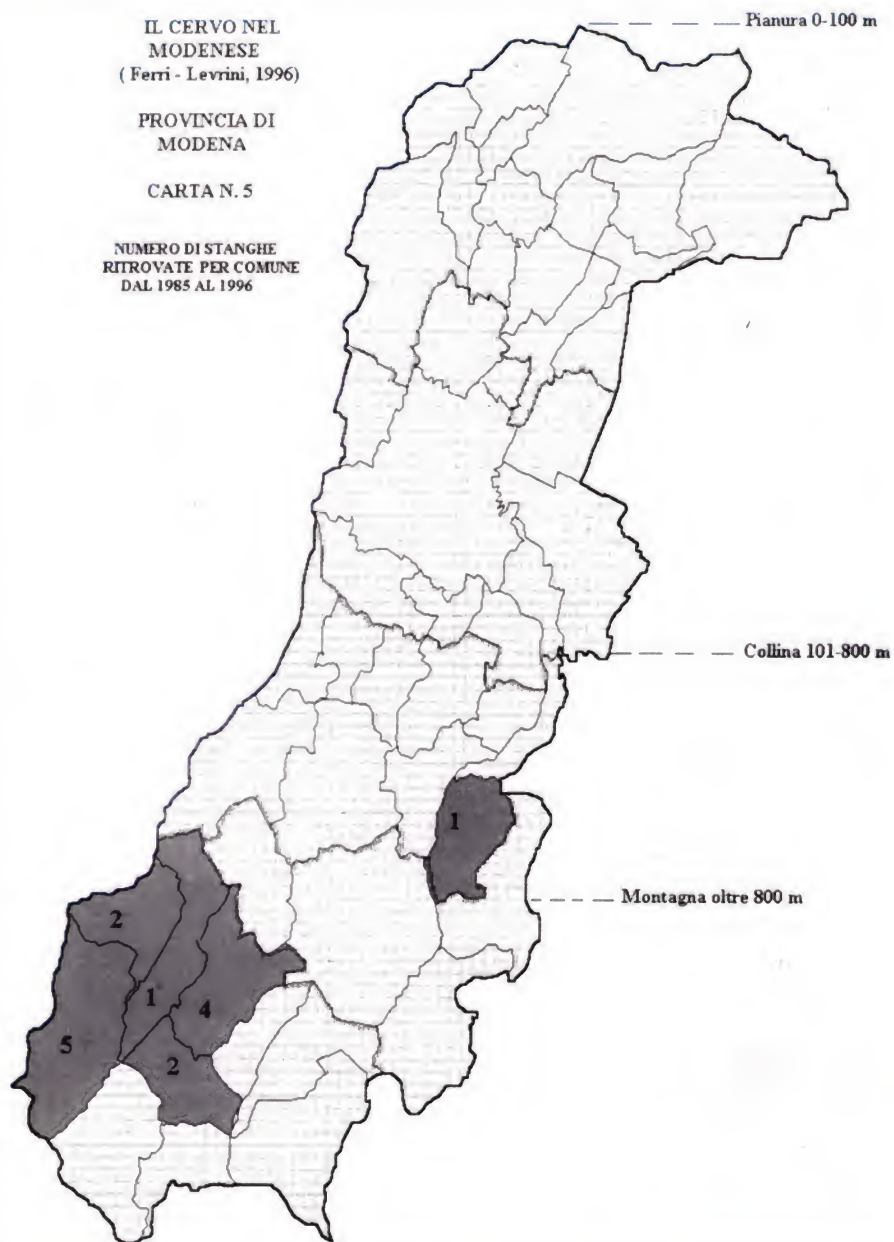 IL CERVO NEL
MODENESE
( Ferri - Levrini, 1996)
PROVINCIA DI
MODENA
CARTA N. 5
NUMERO DI STANGHE
RITROVATE PER COMUNE
DAL 1985 AL 1996
Pianura 0-100 m
Collina 101-800 m
Montagna oltre 800 m
1
2
1
4
5
2